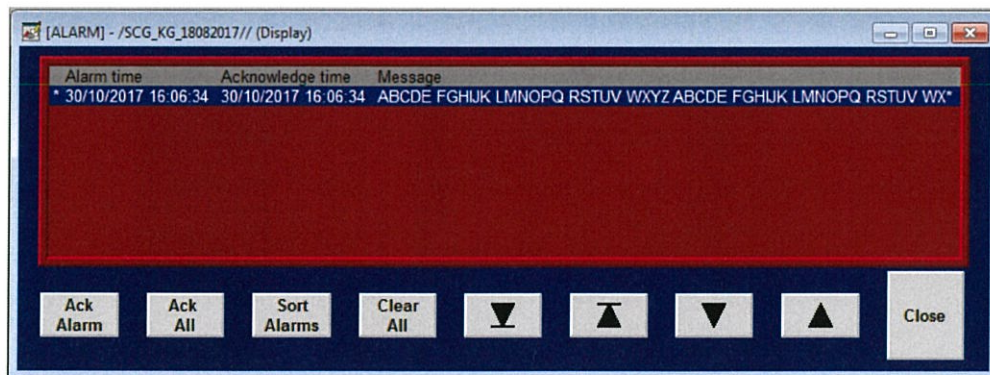 [ALARM] - /SCG_KG_18082017// (Display)
Alarm time Acknowledge time Message
* 30/10/2017 16:06:34 30/10/2017 16:06:34 ABCDE FGHIJK LMNOPQ RSTUV WXYZ ABCDE FGHIJK LMNOPQ RSTUV WX*
Ack Alarm
Ack All
Sort Alarms
Clear All
Close